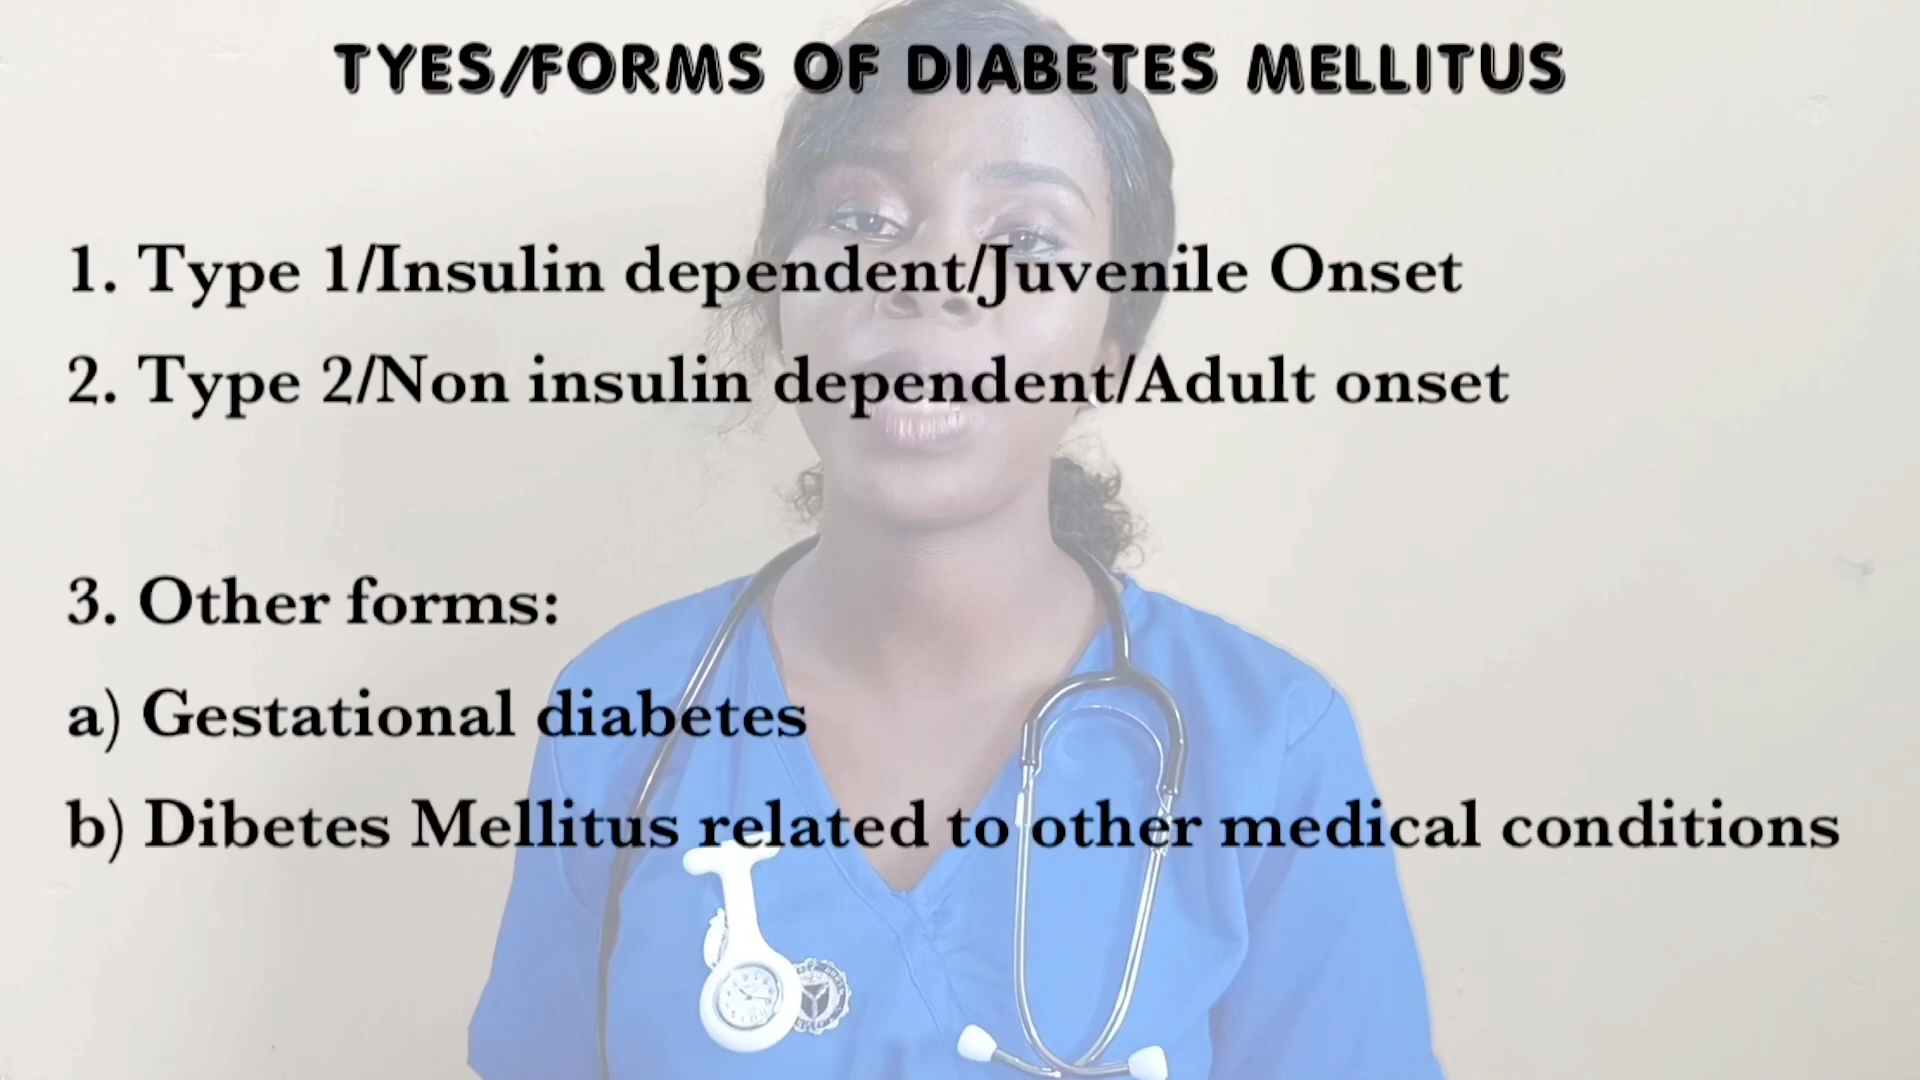 TYES/FORMS OF DIABETES MELLITUS
1. Type 1/Insulin dependent/Juvenile Onset
2. Type 2/Non insulin dependent/Adult onset
3. Other forms:
a) Gestational diabetes
b) Dibetes Mellitus related to other medical conditions